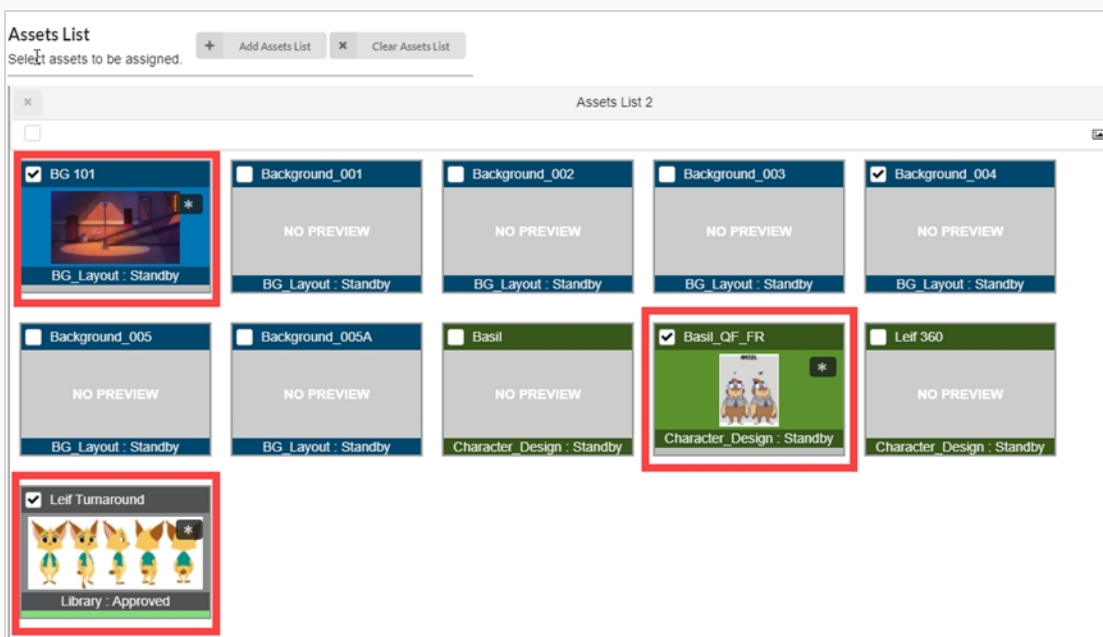 Assets List
Select assets to be assigned.
Add Assets List
Clear Assets List
Assets List 2
BG 101
BG_Layout : Standby
Background_001
NO PREVIEW
BG_Layout : Standby
Background_002
NO PREVIEW
BG_Layout : Standby
Background_003
NO PREVIEW
BG_Layout : Standby
Background_004
NO PREVIEW
BG_Layout : Standby
Background_005
NO PREVIEW
BG_Layout : Standby
Background_005A
NO PREVIEW
BG_Layout : Standby
Basil
NO PREVIEW
Character_Design : Standby
Basil_QF_FR
BASIL
Character_Design : Standby
Leif 360
NO PREVIEW
Character_Design : Standby
Leif Turnaround
Library : Approved